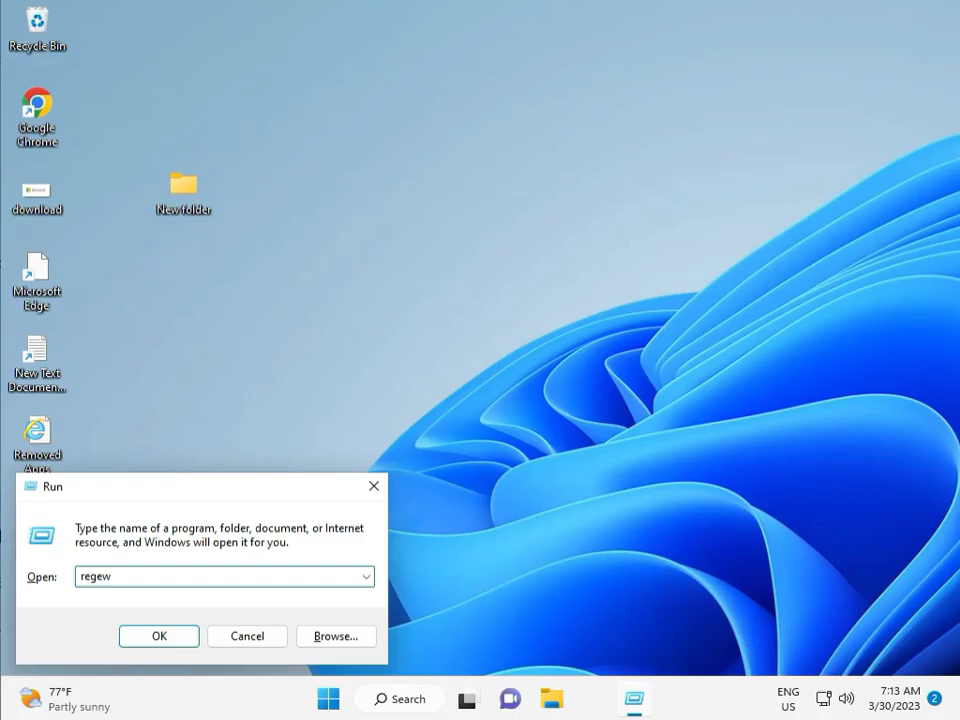 Recycle Bin
Google
Chrome
download
New folder
Microsoft
Edge
New Text
Documen...
Removed
Apps
Run
Type the name of a program, folder, document, or Internet
resource, and Windows will open it for you.
Open:
regew
OK
Cancel
Browse...
77°F
Partly sunny
Search
ENG
US
7:13 AM
3/30/2023
2